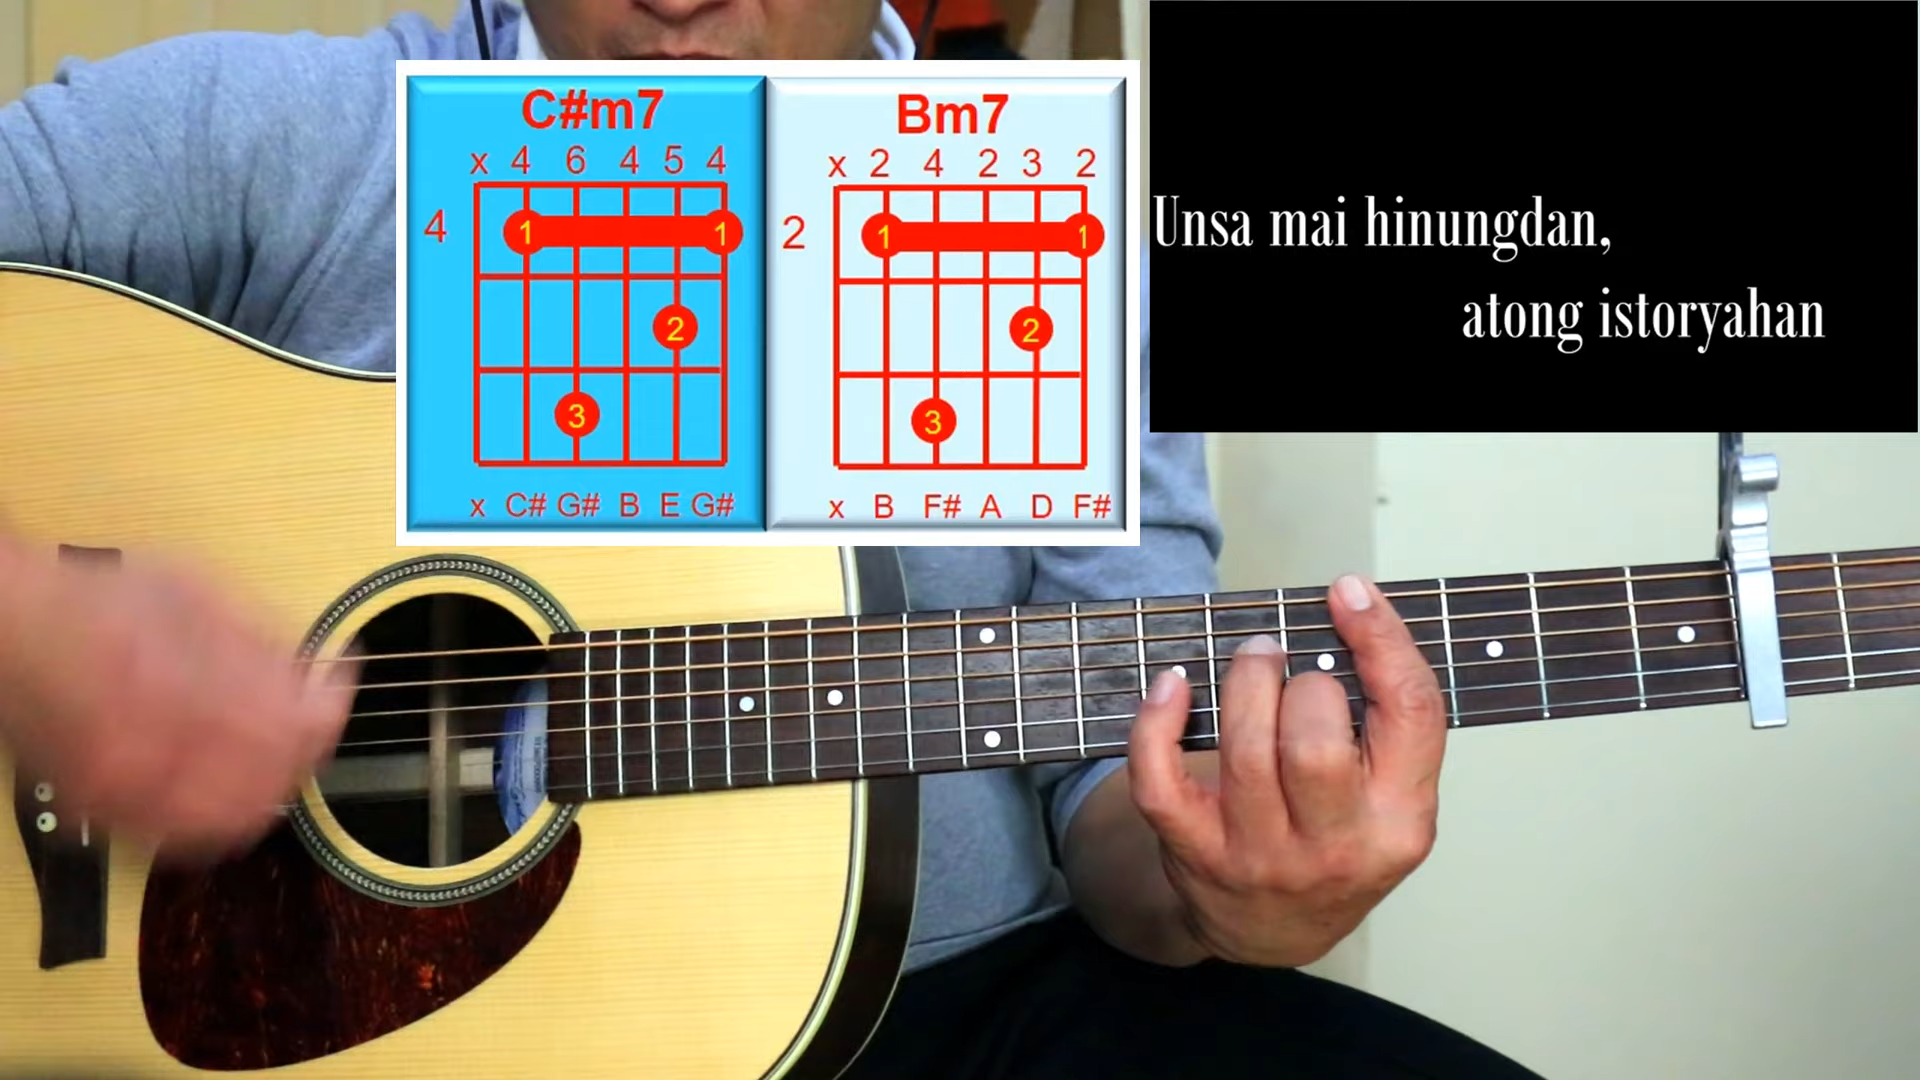 C#m7
x 4 6 4 5 4
4
1 1
2
3
x C# G# B E G#
Bm7
x 2 4 2 3 2
2
1 1
2
3
x B F# A D F#
Unsa mai hinungdan,
atong istoryahan